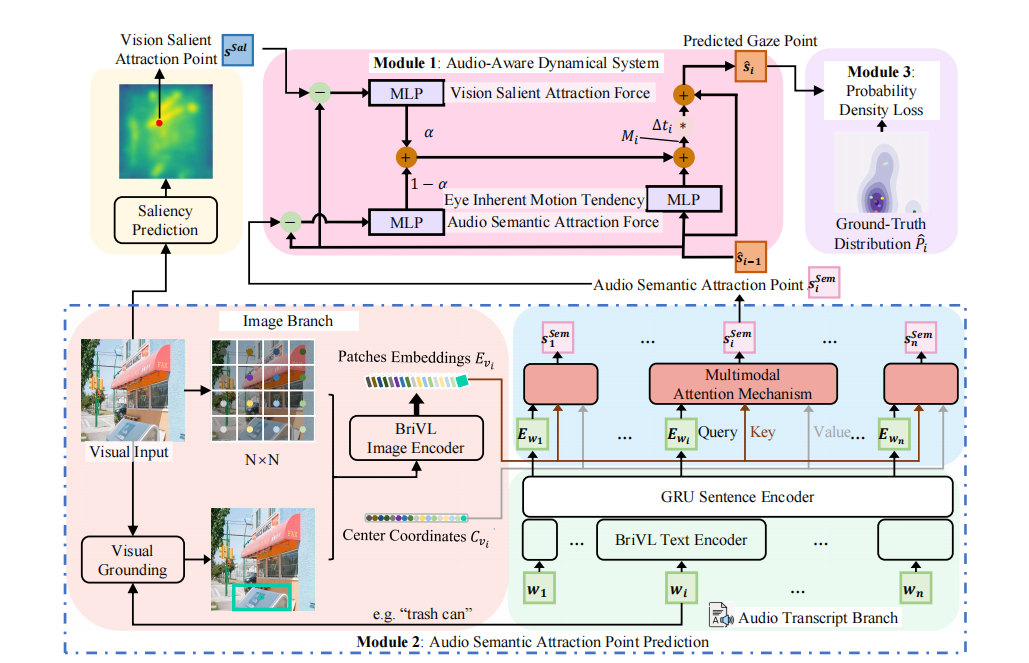 Vision Salient
Attraction Point
s^Sal
Predicted Gaze Point
ŝ_i
Module 1: Audio-Aware Dynamical System
MLP
Vision Salient Attraction Force
−
α
+
1 − α
M_i
Δt_i *
+
+
Eye Inherent Motion Tendency
MLP
−
MLP
Audio Semantic Attraction Force
ŝ_{i−1}
Module 3:
Probability
Density Loss
Ground-Truth
Distribution P̂_i
Saliency
Prediction
Audio Semantic Attraction Point s_i^Sem
Image Branch
Visual Input
N×N
Patches Embeddings E_{v_i}
BriVL
Image Encoder
Center Coordinates C_{v_i}
Visual
Grounding
e.g. “trash can”
s_1^Sem
...
s_i^Sem
...
s_n^Sem
Multimodal
Attention Mechanism
E_{w_1}
...
E_{w_i}
Query
Key
Value
...
E_{w_n}
GRU Sentence Encoder
...
BriVL Text Encoder
...
w_1
w_i
...
w_n
Audio Transcript Branch
Module 2: Audio Semantic Attraction Point Prediction